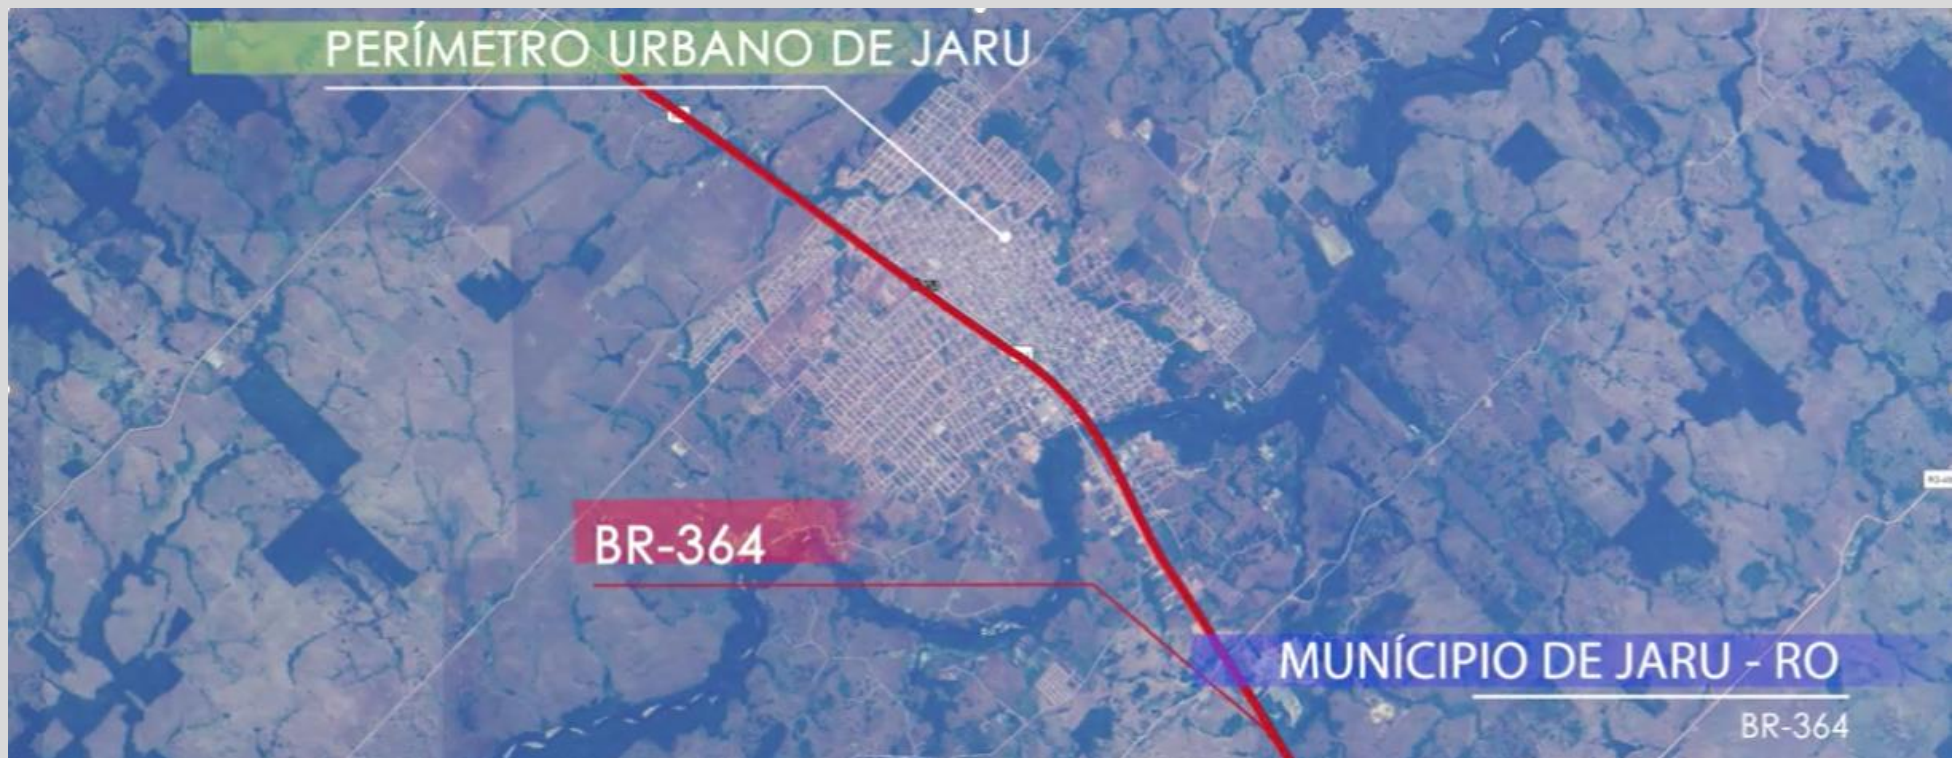 PERÍMETRO URBANO DE JARU
BR-364
MUNÍCIPIO DE JARU - RO
BR-364